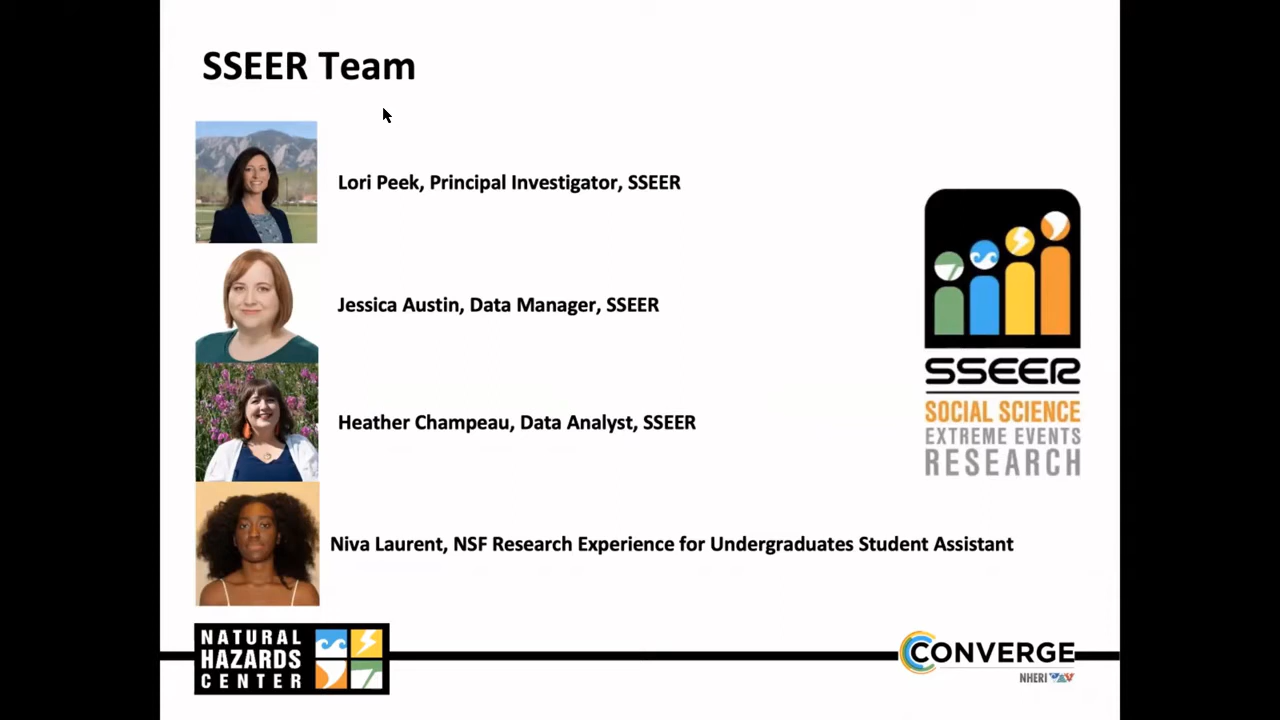 SSEER Team
Lori Peek, Principal Investigator, SSEER
Jessica Austin, Data Manager, SSEER
Heather Champeau, Data Analyst, SSEER
Niva Laurent, NSF Research Experience for Undergraduates Student Assistant
SSEER
SOCIAL SCIENCE
EXTREME EVENTS
RESEARCH
NATURAL
HAZARDS
CENTER
CONVERGE
NHERI